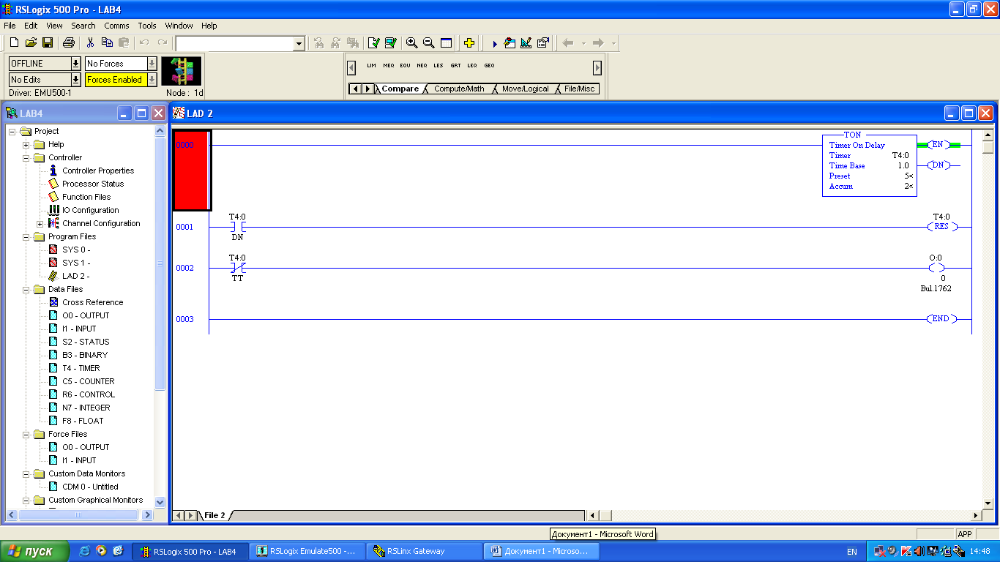 RSLogix 500 Pro - LAB4
File Edit View Search Comms Tools Window Help
OFFLINE No Forces
No Edits Forces Enabled
Driver: EMU500-1 Node : 1d
LIM MEQ EQU NEQ LES GRT LEQ GEQ
Compare Compute/Math Move/Logical File/Misc
LAB4
Project
Help
Controller
Controller Properties
Processor Status
Function Files
IO Configuration
Channel Configuration
Program Files
SYS 0 -
SYS 1 -
LAD 2 -
Data Files
Cross Reference
O0 - OUTPUT
I1 - INPUT
S2 - STATUS
B3 - BINARY
T4 - TIMER
C5 - COUNTER
R6 - CONTROL
N7 - INTEGER
F8 - FLOAT
Force Files
O0 - OUTPUT
I1 - INPUT
Custom Data Monitors
CDM 0 - Untitled
Custom Graphical Monitors
LAD 2
0000
TON
Timer On Delay
Timer T4:0
Time Base 1.0
Preset 5<
Accum 2<
EN
DN
T4:0 T4:0
0001 RES
DN
T4:0 O:0
0002
TT 0
Bul.1762
0003 END
File 2
Документ1 - Microsoft Word
APP
пуск RSLogix 500 Pro - LAB4 RSLogix Emulate500 -... RSLinx Gateway Документ1 - Microso... EN 14:48